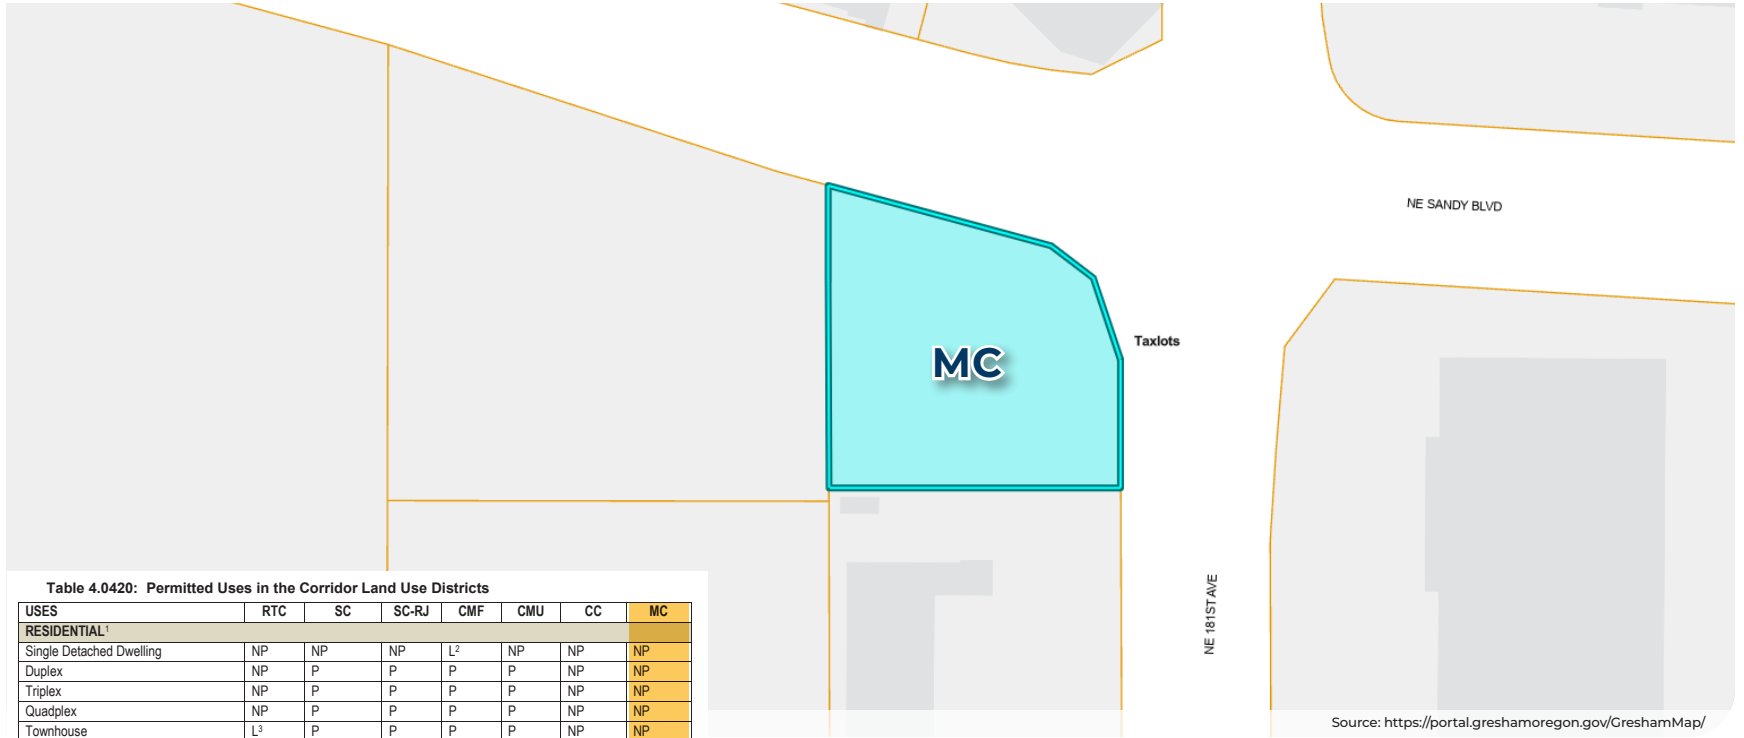 NE SANDY BLVD
Taxlots
MC
NE 181ST AVE
Table 4.0420: Permitted Uses in the Corridor Land Use Districts
USES RTC SC SC-RJ CMF CMU CC MC
RESIDENTIAL¹
Single Detached Dwelling NP NP NP L² NP NP NP
Duplex NP P P P P NP NP
Triplex NP P P P P NP NP
Quadplex NP P P P P NP NP
Townhouse L³ P P P P NP NP
Source: https://portal.greshamoregon.gov/GreshamMap/